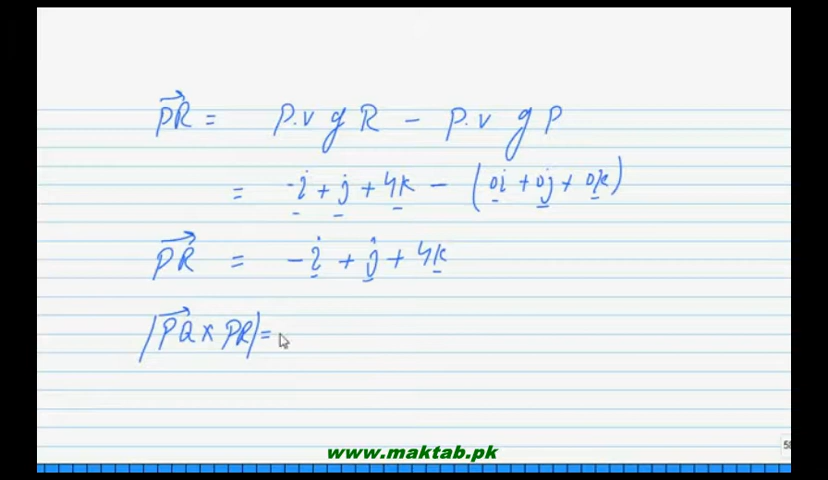 PR = P.v of R - P.v of P
= -i + j + 4k - (0i + 0j + 0k)
PR = -i + j + 4k
|PQ x PR| =
www.maktab.pk